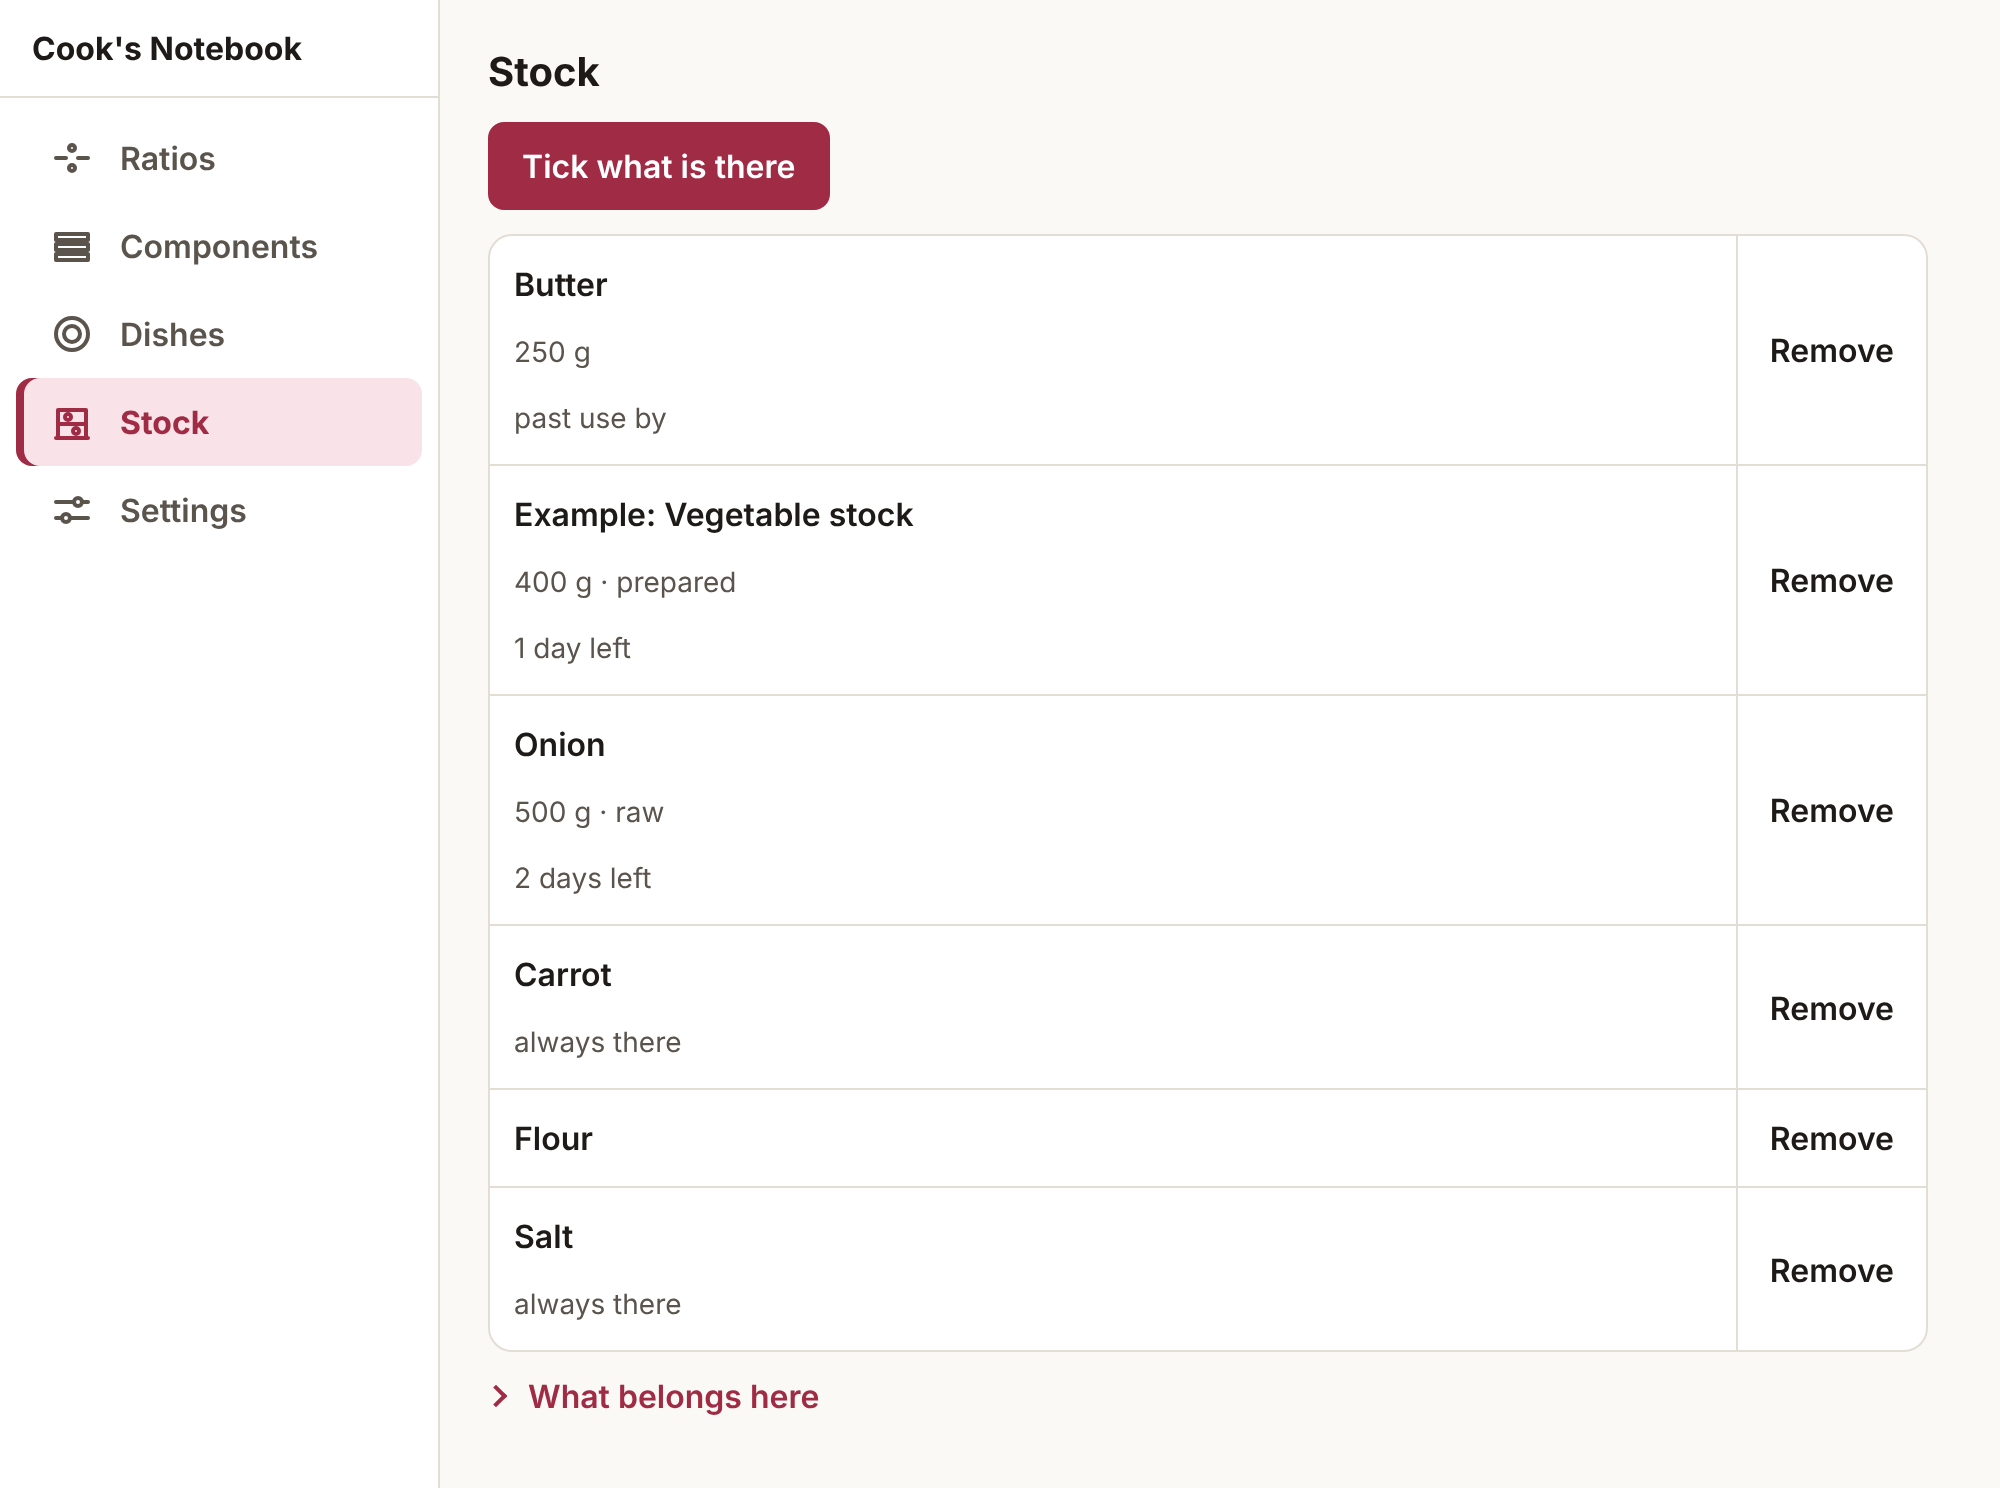 Cook's Notebook
Ratios
Components
Dishes
Stock
Settings
Stock
Tick what is there
Butter
250 g
past use by
Remove
Example: Vegetable stock
400 g · prepared
1 day left
Remove
Onion
500 g · raw
2 days left
Remove
Carrot
always there
Remove
Flour
Remove
Salt
always there
Remove
What belongs here